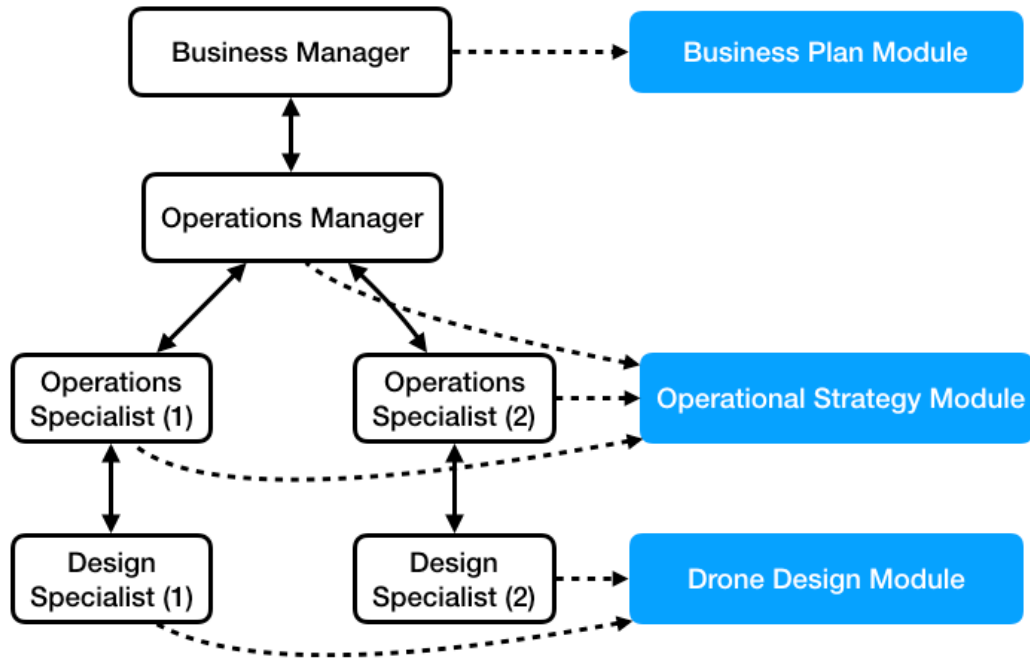 Business Manager
Business Plan Module
Operations Manager
Operations
Specialist (1)
Operations
Specialist (2)
Operational Strategy Module
Design
Specialist (1)
Design
Specialist (2)
Drone Design Module